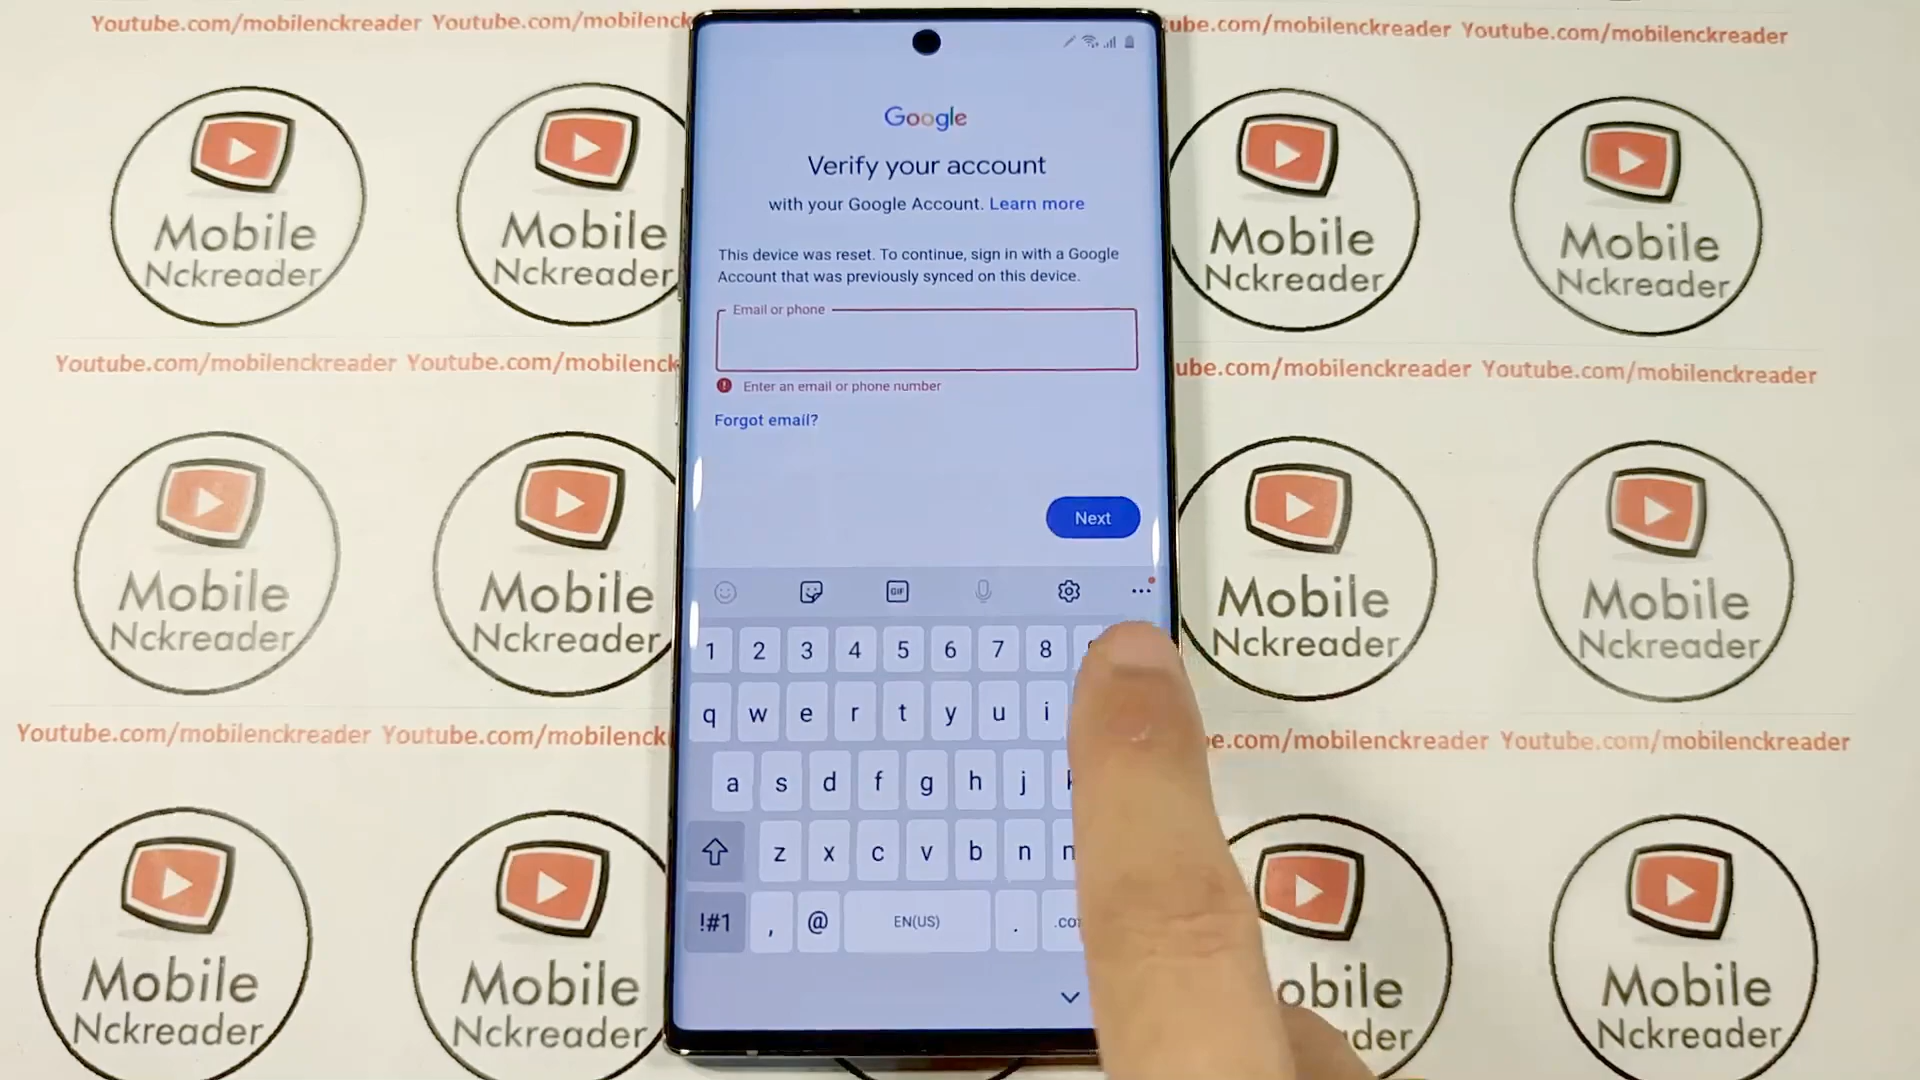 Youtube.com/mobilenckreader Youtube.com/mobilenck
ube.com/mobilenckreader Youtube.com/mobilenckreader
Mobile
Nckreader
Mobile
Nckreader
Mobile
Nckreader
Mobile
Nckreader
Google
Verify your account
with your Google Account. Learn more
This device was reset. To continue, sign in with a Google
Account that was previously synced on this device.
Email or phone
Enter an email or phone number
Forgot email?
Next
GIF
1 2 3 4 5 6 7 8
q w e r t y u i
a s d f g h j
z x c v b n
!#1 , @ EN(US) . .co
Youtube.com/mobilenckreader Youtube.com/mobilenck
ube.com/mobilenckreader Youtube.com/mobilenckreader
Mobile
Nckreader
Mobile
Nckreader
Mobile
Nckreader
Mobile
Nckreader
Youtube.com/mobilenckreader Youtube.com/mobilenck
be.com/mobilenckreader Youtube.com/mobilenckreader
Mobile
Nckreader
Mobile
Nckreader
obile
der
Mobile
Nckreader